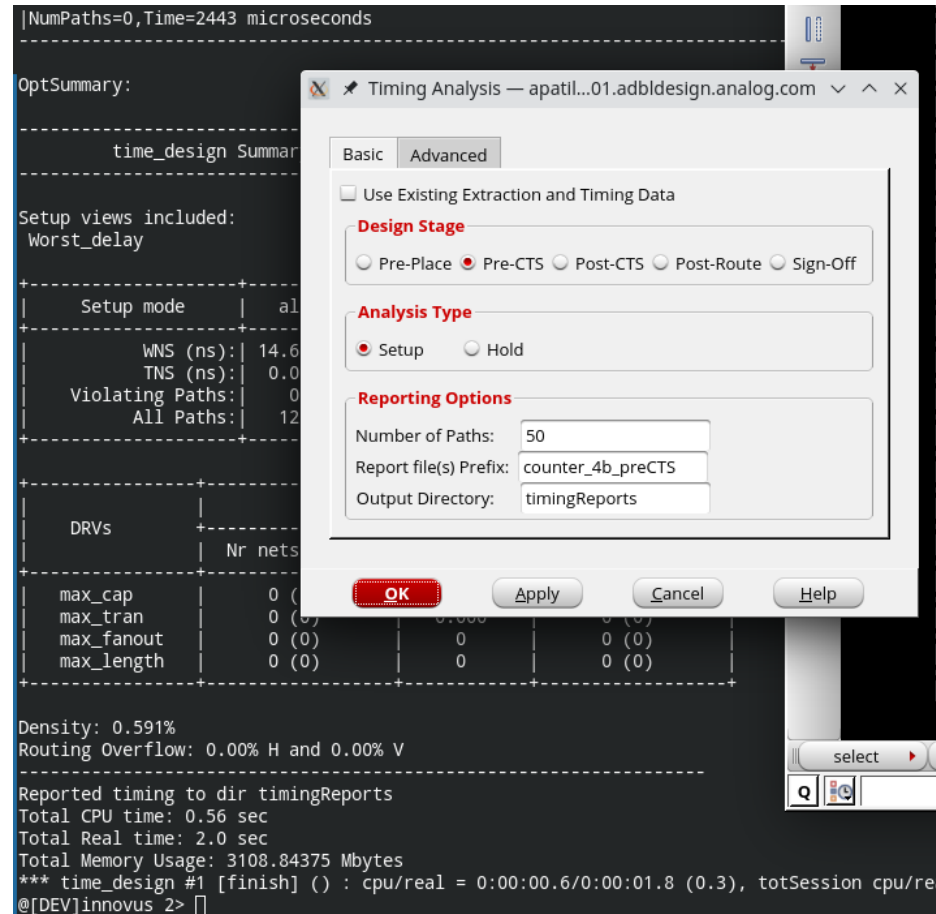 |NumPaths=0,Time=2443 microseconds
--------------------------------------------------------------------------------
OptSummary:
------------------------------
time_design Summar
------------------------------
Setup views included:
Worst_delay
+--------------------+-----
| Setup mode | al
+--------------------+-----
| WNS (ns):| 14.6
| TNS (ns):| 0.0
| Violating Paths:| 0
| All Paths:| 12
+--------------------+-----
+----------------+---------
|
| DRVs +---------
| | Nr nets
+----------------+---------
| max_cap | 0 (
| max_tran | 0 (0) | 0.000 | 0 (0) |
| max_fanout | 0 (0) | 0 | 0 (0) |
| max_length | 0 (0) | 0 | 0 (0) |
+----------------+------------------+------------+------------------+
Density: 0.591%
Routing Overflow: 0.00% H and 0.00% V
------------------------------------------------------------------
Reported timing to dir timingReports
Total CPU time: 0.56 sec
Total Real time: 2.0 sec
Total Memory Usage: 3108.84375 Mbytes
*** time_design #1 [finish] () : cpu/real = 0:00:00.6/0:00:01.8 (0.3), totSession cpu/re
@[DEV]innovus 2>
Timing Analysis — apatil...01.adbldesign.analog.com
Basic Advanced
Use Existing Extraction and Timing Data
Design Stage
Pre-Place Pre-CTS Post-CTS Post-Route Sign-Off
Analysis Type
Setup Hold
Reporting Options
Number of Paths: 50
Report file(s) Prefix: counter_4b_preCTS
Output Directory: timingReports
OK Apply Cancel Help
select
Q